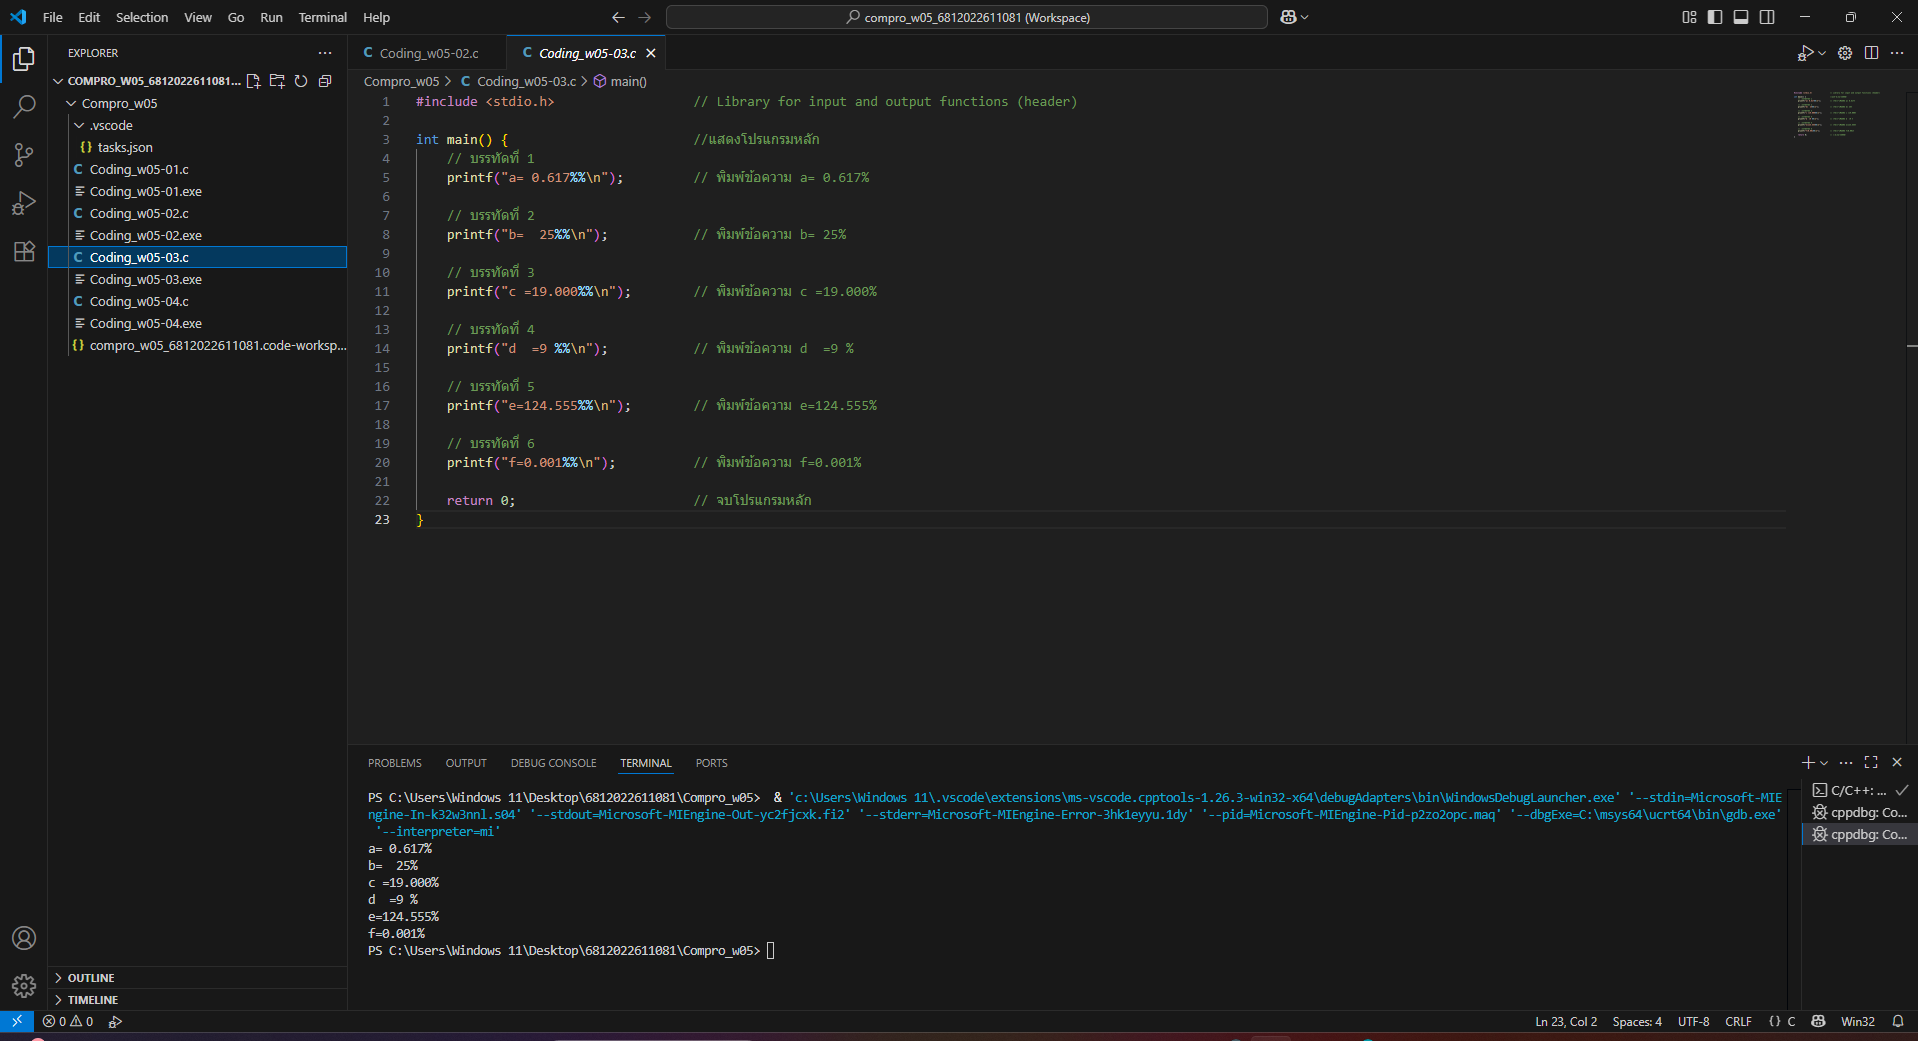 File Edit Selection View Go Run Terminal Help
compro_w05_6812022611081 (Workspace)
EXPLORER
COMPRO_W05_6812022611081...
Compro_w05
.vscode
{} tasks.json
C Coding_w05-01.c
Coding_w05-01.exe
C Coding_w05-02.c
Coding_w05-02.exe
C Coding_w05-03.c
Coding_w05-03.exe
C Coding_w05-04.c
Coding_w05-04.exe
{} compro_w05_6812022611081.code-worksp...
OUTLINE
TIMELINE
C Coding_w05-02.c C Coding_w05-03.c
Compro_w05 > C Coding_w05-03.c > main()
1 #include <stdio.h> // Library for input and output functions (header)
2
3 int main() { //แสดงโปรแกรมหลัก
4 // บรรทัดที่ 1
5 printf("a= 0.617%%\n"); // พิมพ์ข้อความ a= 0.617%
6
7 // บรรทัดที่ 2
8 printf("b=  25%%\n"); // พิมพ์ข้อความ b= 25%
9
10 // บรรทัดที่ 3
11 printf("c =19.000%%\n"); // พิมพ์ข้อความ c =19.000%
12
13 // บรรทัดที่ 4
14 printf("d  =9 %%\n"); // พิมพ์ข้อความ d  =9 %
15
16 // บรรทัดที่ 5
17 printf("e=124.555%%\n"); // พิมพ์ข้อความ e=124.555%
18
19 // บรรทัดที่ 6
20 printf("f=0.001%%\n"); // พิมพ์ข้อความ f=0.001%
21
22 return 0; // จบโปรแกรมหลัก
23 }
PROBLEMS OUTPUT DEBUG CONSOLE TERMINAL PORTS
PS C:\Users\Windows 11\Desktop\6812022611081\Compro_w05>  & 'c:\Users\Windows 11\.vscode\extensions\ms-vscode.cpptools-1.26.3-win32-x64\debugAdapters\bin\WindowsDebugLauncher.exe' '--stdin=Microsoft-MIE
ngine-In-k32w3nnl.s04' '--stdout=Microsoft-MIEngine-Out-yc2fjcxk.fi2' '--stderr=Microsoft-MIEngine-Error-3hk1eyyu.1dy' '--pid=Microsoft-MIEngine-Pid-p2zo2opc.maq' '--dbgExe=C:\msys64\ucrt64\bin\gdb.exe'
'--interpreter=mi'
a= 0.617%
b=  25%
c =19.000%
d  =9 %
e=124.555%
f=0.001%
PS C:\Users\Windows 11\Desktop\6812022611081\Compro_w05>
C/C++: ...
cppdbg: Co...
cppdbg: Co...
0 0
Ln 23, Col 2 Spaces: 4 UTF-8 CRLF {} C Win32